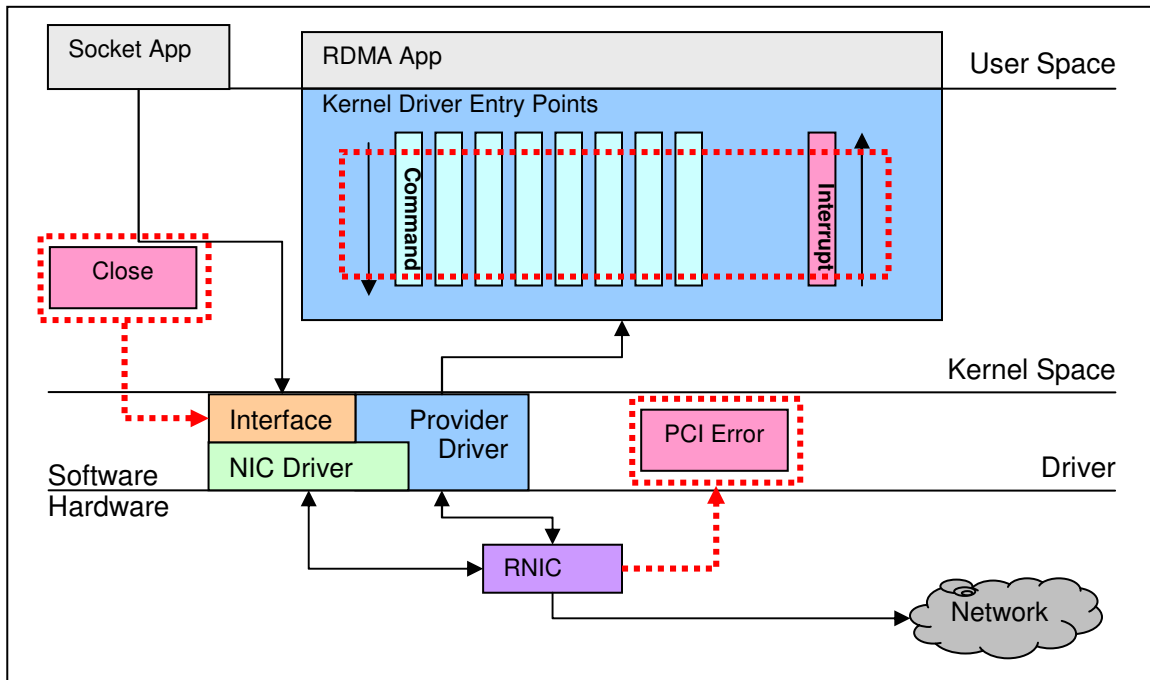 Socket App
RDMA App
User Space
Kernel Driver Entry Points
Command
Interrupt
Close
Kernel Space
Interface
Provider
Driver
PCI Error
NIC Driver
Software
Driver
Hardware
RNIC
Network